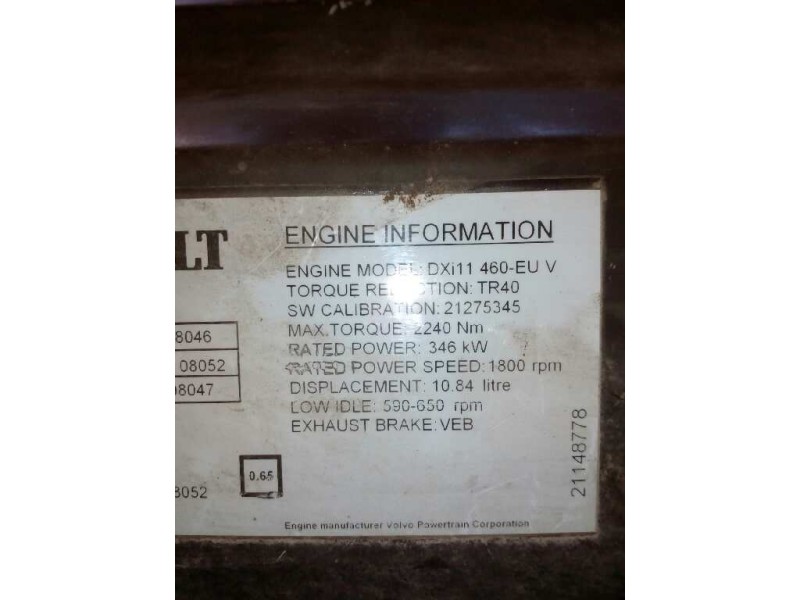 LT
ENGINE INFORMATION
ENGINE MODEL: DXi11 460-EU V
TORQUE REDUCTION: TR40
SW CALIBRATION: 21275345
MAX.TORQUE: 2240 Nm
RATED POWER: 346 kW
RATED POWER SPEED: 1800 rpm
DISPLACEMENT: 10.84 litre
LOW IDLE: 590-650 rpm
EXHAUST BRAKE: VEB
8046
08052
08047
8052
0.65
21148778
Engine manufacturer Volvo Powertrain Corporation